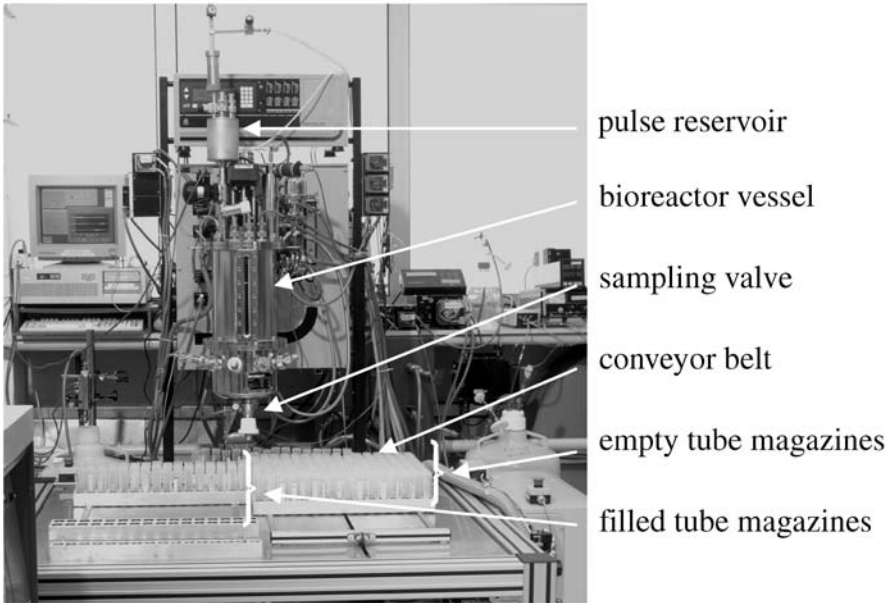 pulse reservoir
bioreactor vessel
sampling valve
conveyor belt
empty tube magazines
filled tube magazines